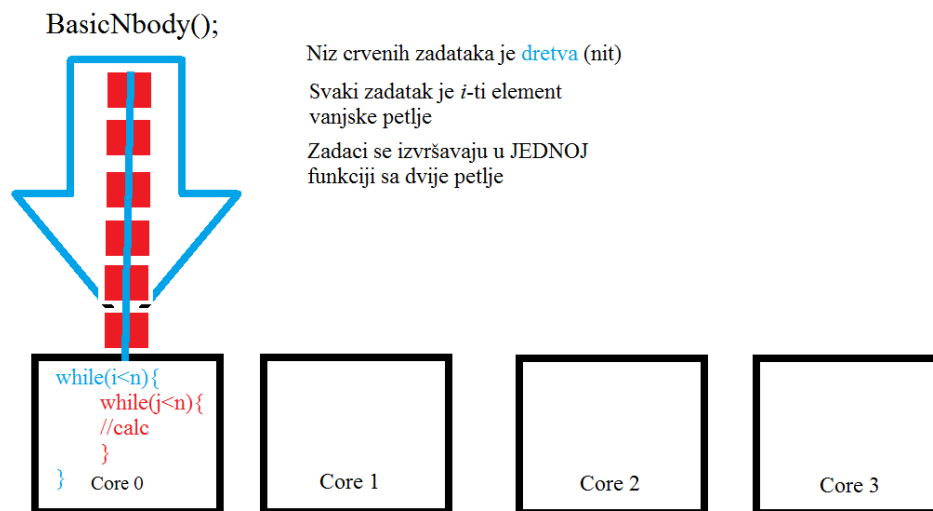 BasicNbody();
Niz crvenih zadataka je dretva (nit)
Svaki zadatak je i-ti element
vanjske petlje
Zadaci se izvršavaju u JEDNOJ
funkciji sa dvije petlje
while(i<n){
while(j<n){
//calc
}
}
Core 0
Core 1
Core 2
Core 3